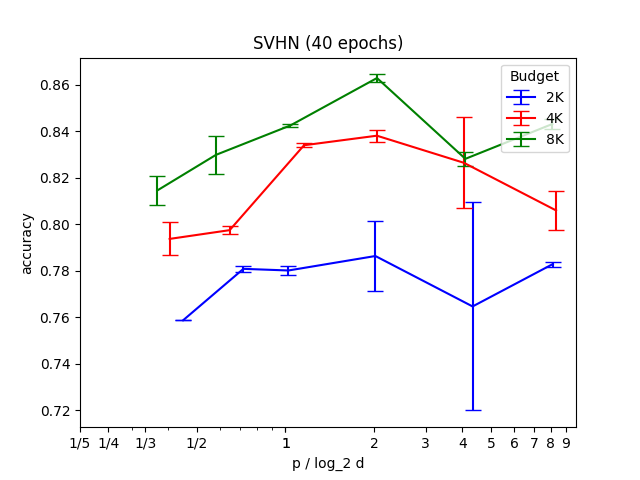 SVHN (40 epochs)
Budget
2K
4K
8K
0.86
0.84
0.82
0.80
0.78
0.76
0.74
0.72
accuracy
1/5 1/4 1/3 1/2 1 2 3 4 5 6 7 8 9
p / log_2 d